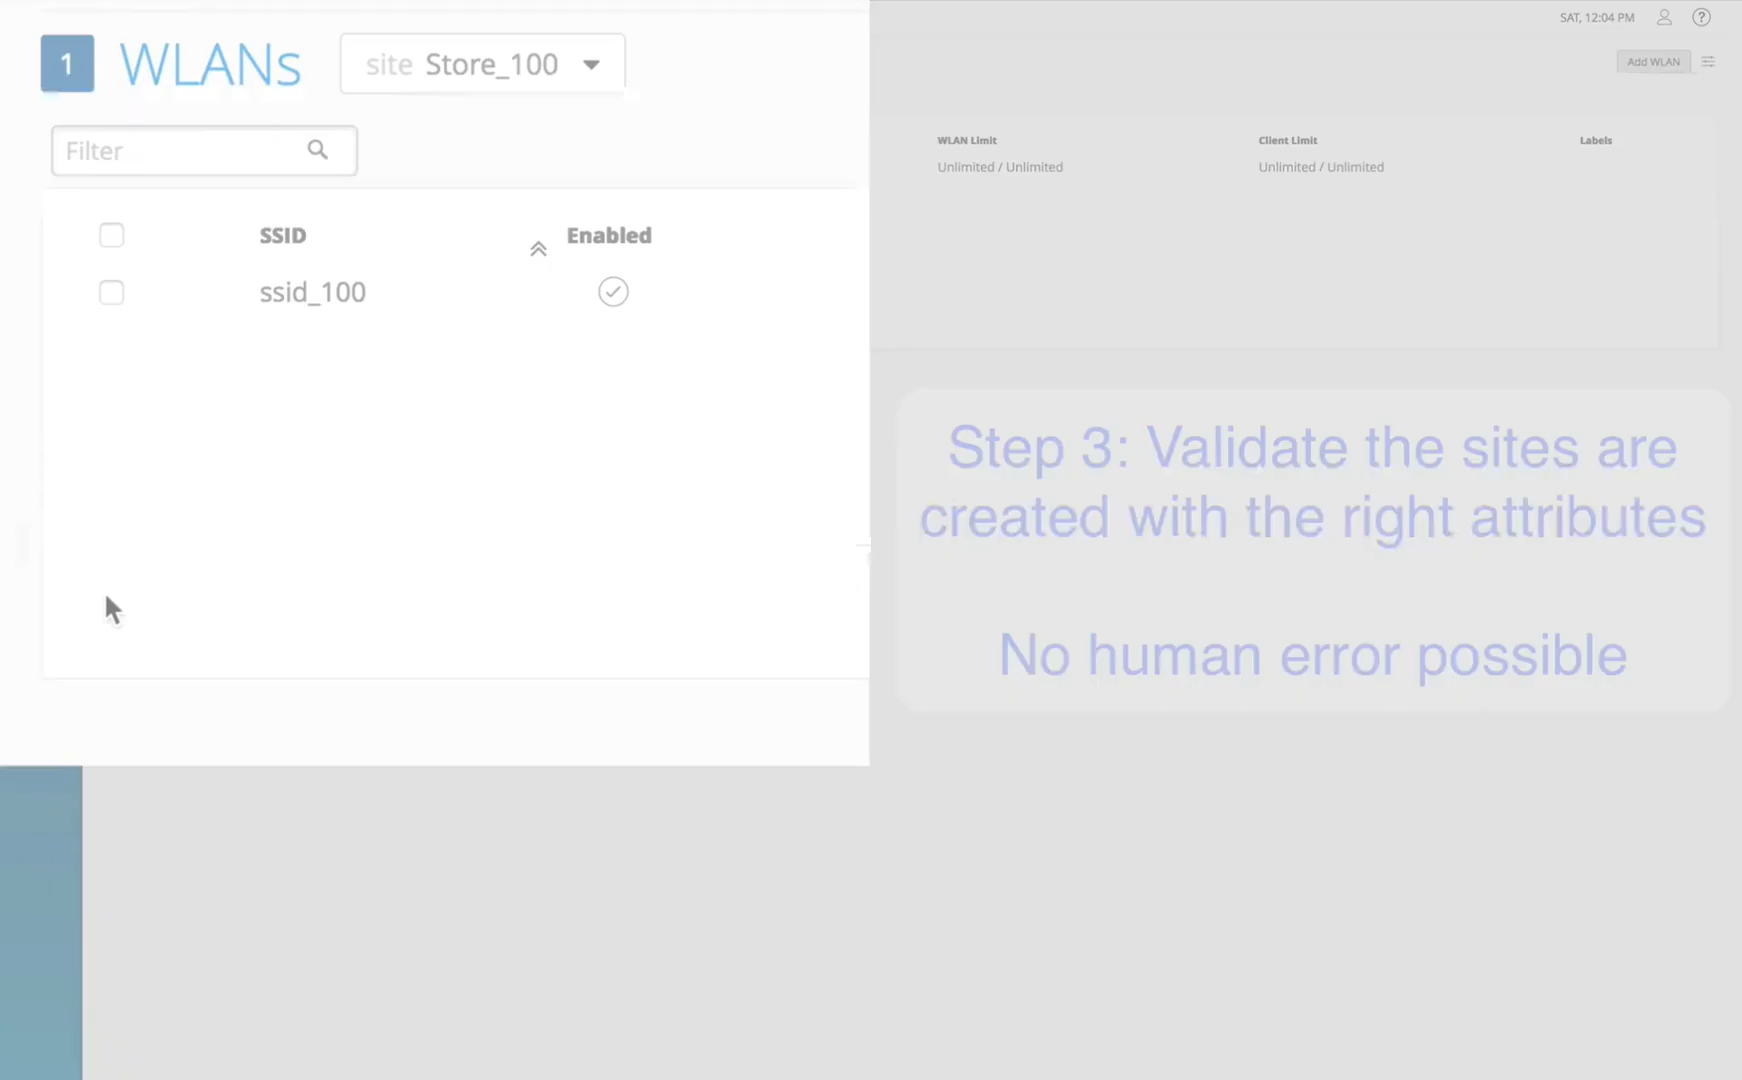 SAT, 12:04 PM
?
1 WLANs site Store_100
Add WLAN
Filter
WLAN Limit Client Limit Labels
Unlimited / Unlimited Unlimited / Unlimited
SSID Enabled
ssid_100
Step 3: Validate the sites are
created with the right attributes
No human error possible